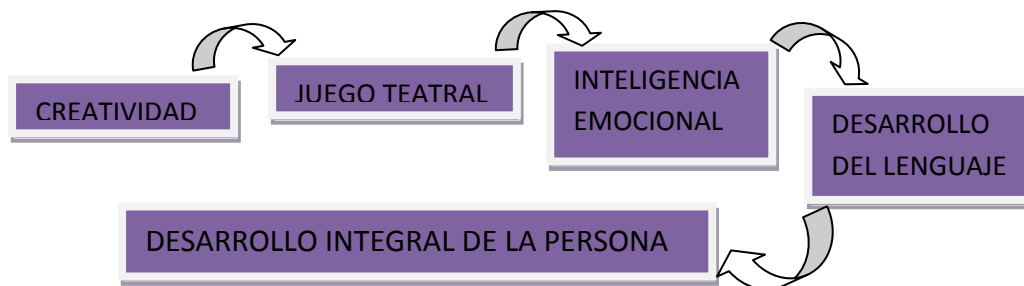 CREATIVIDAD
JUEGO TEATRAL
INTELIGENCIA
EMOCIONAL
DESARROLLO
DEL LENGUAJE
DESARROLLO INTEGRAL DE LA PERSONA